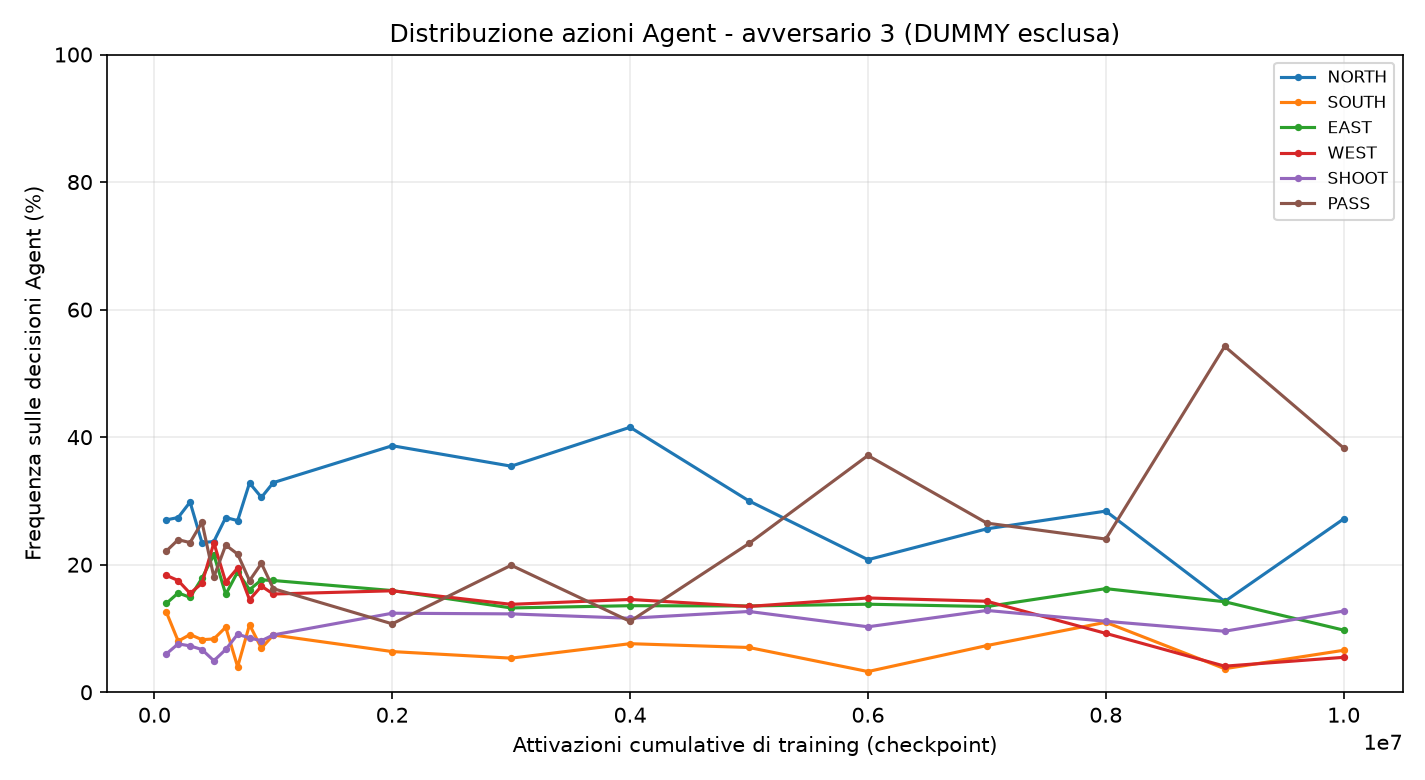 Distribuzione azioni Agent - avversario 3 (DUMMY esclusa)
Frequenza sulle decisioni Agent (%)
100
80
60
40
20
0
NORTH
SOUTH
EAST
WEST
SHOOT
PASS
0.0 0.2 0.4 0.6 0.8 1.0
1e7
Attivazioni cumulative di training (checkpoint)